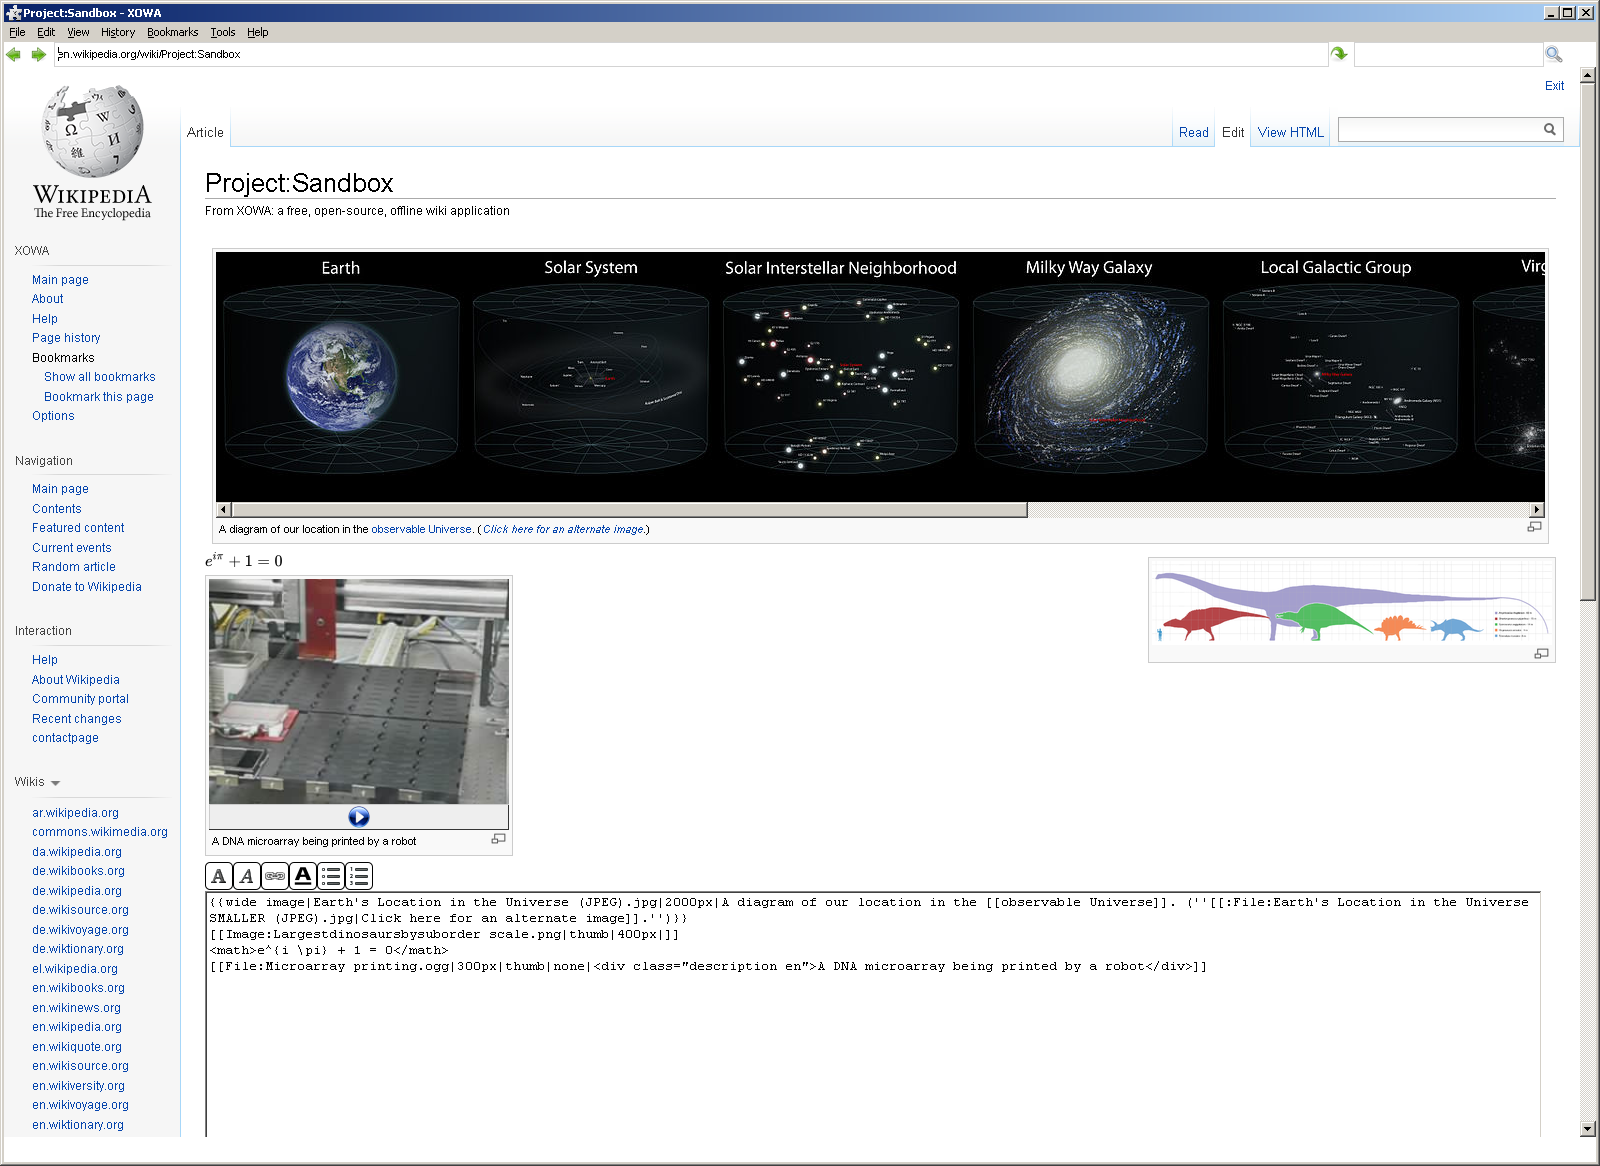 Project:Sandbox - XOWA
File Edit View History Bookmarks Tools Help
en.wikipedia.org/wiki/Project:Sandbox
Exit
WIKIPEDIA
The Free Encyclopedia
Article
Read Edit View HTML
Project:Sandbox
From XOWA: a free, open-source, offline wiki application
XOWA
Main page
About
Help
Page history
Bookmarks
Show all bookmarks
Bookmark this page
Options
Navigation
Main page
Contents
Featured content
Current events
Random article
Donate to Wikipedia
Interaction
Help
About Wikipedia
Community portal
Recent changes
contactpage
Wikis
ar.wikipedia.org
commons.wikimedia.org
da.wikipedia.org
de.wikibooks.org
de.wikipedia.org
de.wikisource.org
de.wikivoyage.org
de.wiktionary.org
el.wikipedia.org
en.wikibooks.org
en.wikinews.org
en.wikipedia.org
en.wikiquote.org
en.wikisource.org
en.wikiversity.org
en.wikivoyage.org
en.wiktionary.org
Earth Solar System Solar Interstellar Neighborhood Milky Way Galaxy Local Galactic Group Virg
A diagram of our location in the observable Universe. (Click here for an alternate image.)
e^{iπ} + 1 = 0
A DNA microarray being printed by a robot
{{wide image|Earth's Location in the Universe (JPEG).jpg|2000px|A diagram of our location in the [[observable Universe]]. (''[[:File:Earth's Location in the Universe
SMALLER (JPEG).jpg|Click here for an alternate image]].'')}}
[[Image:Largestdinosaursbysuborder scale.png|thumb|400px|]]
<math>e^{i \pi} + 1 = 0</math>
[[File:Microarray printing.ogg|300px|thumb|none|<div class="description en">A DNA microarray being printed by a robot</div>]]